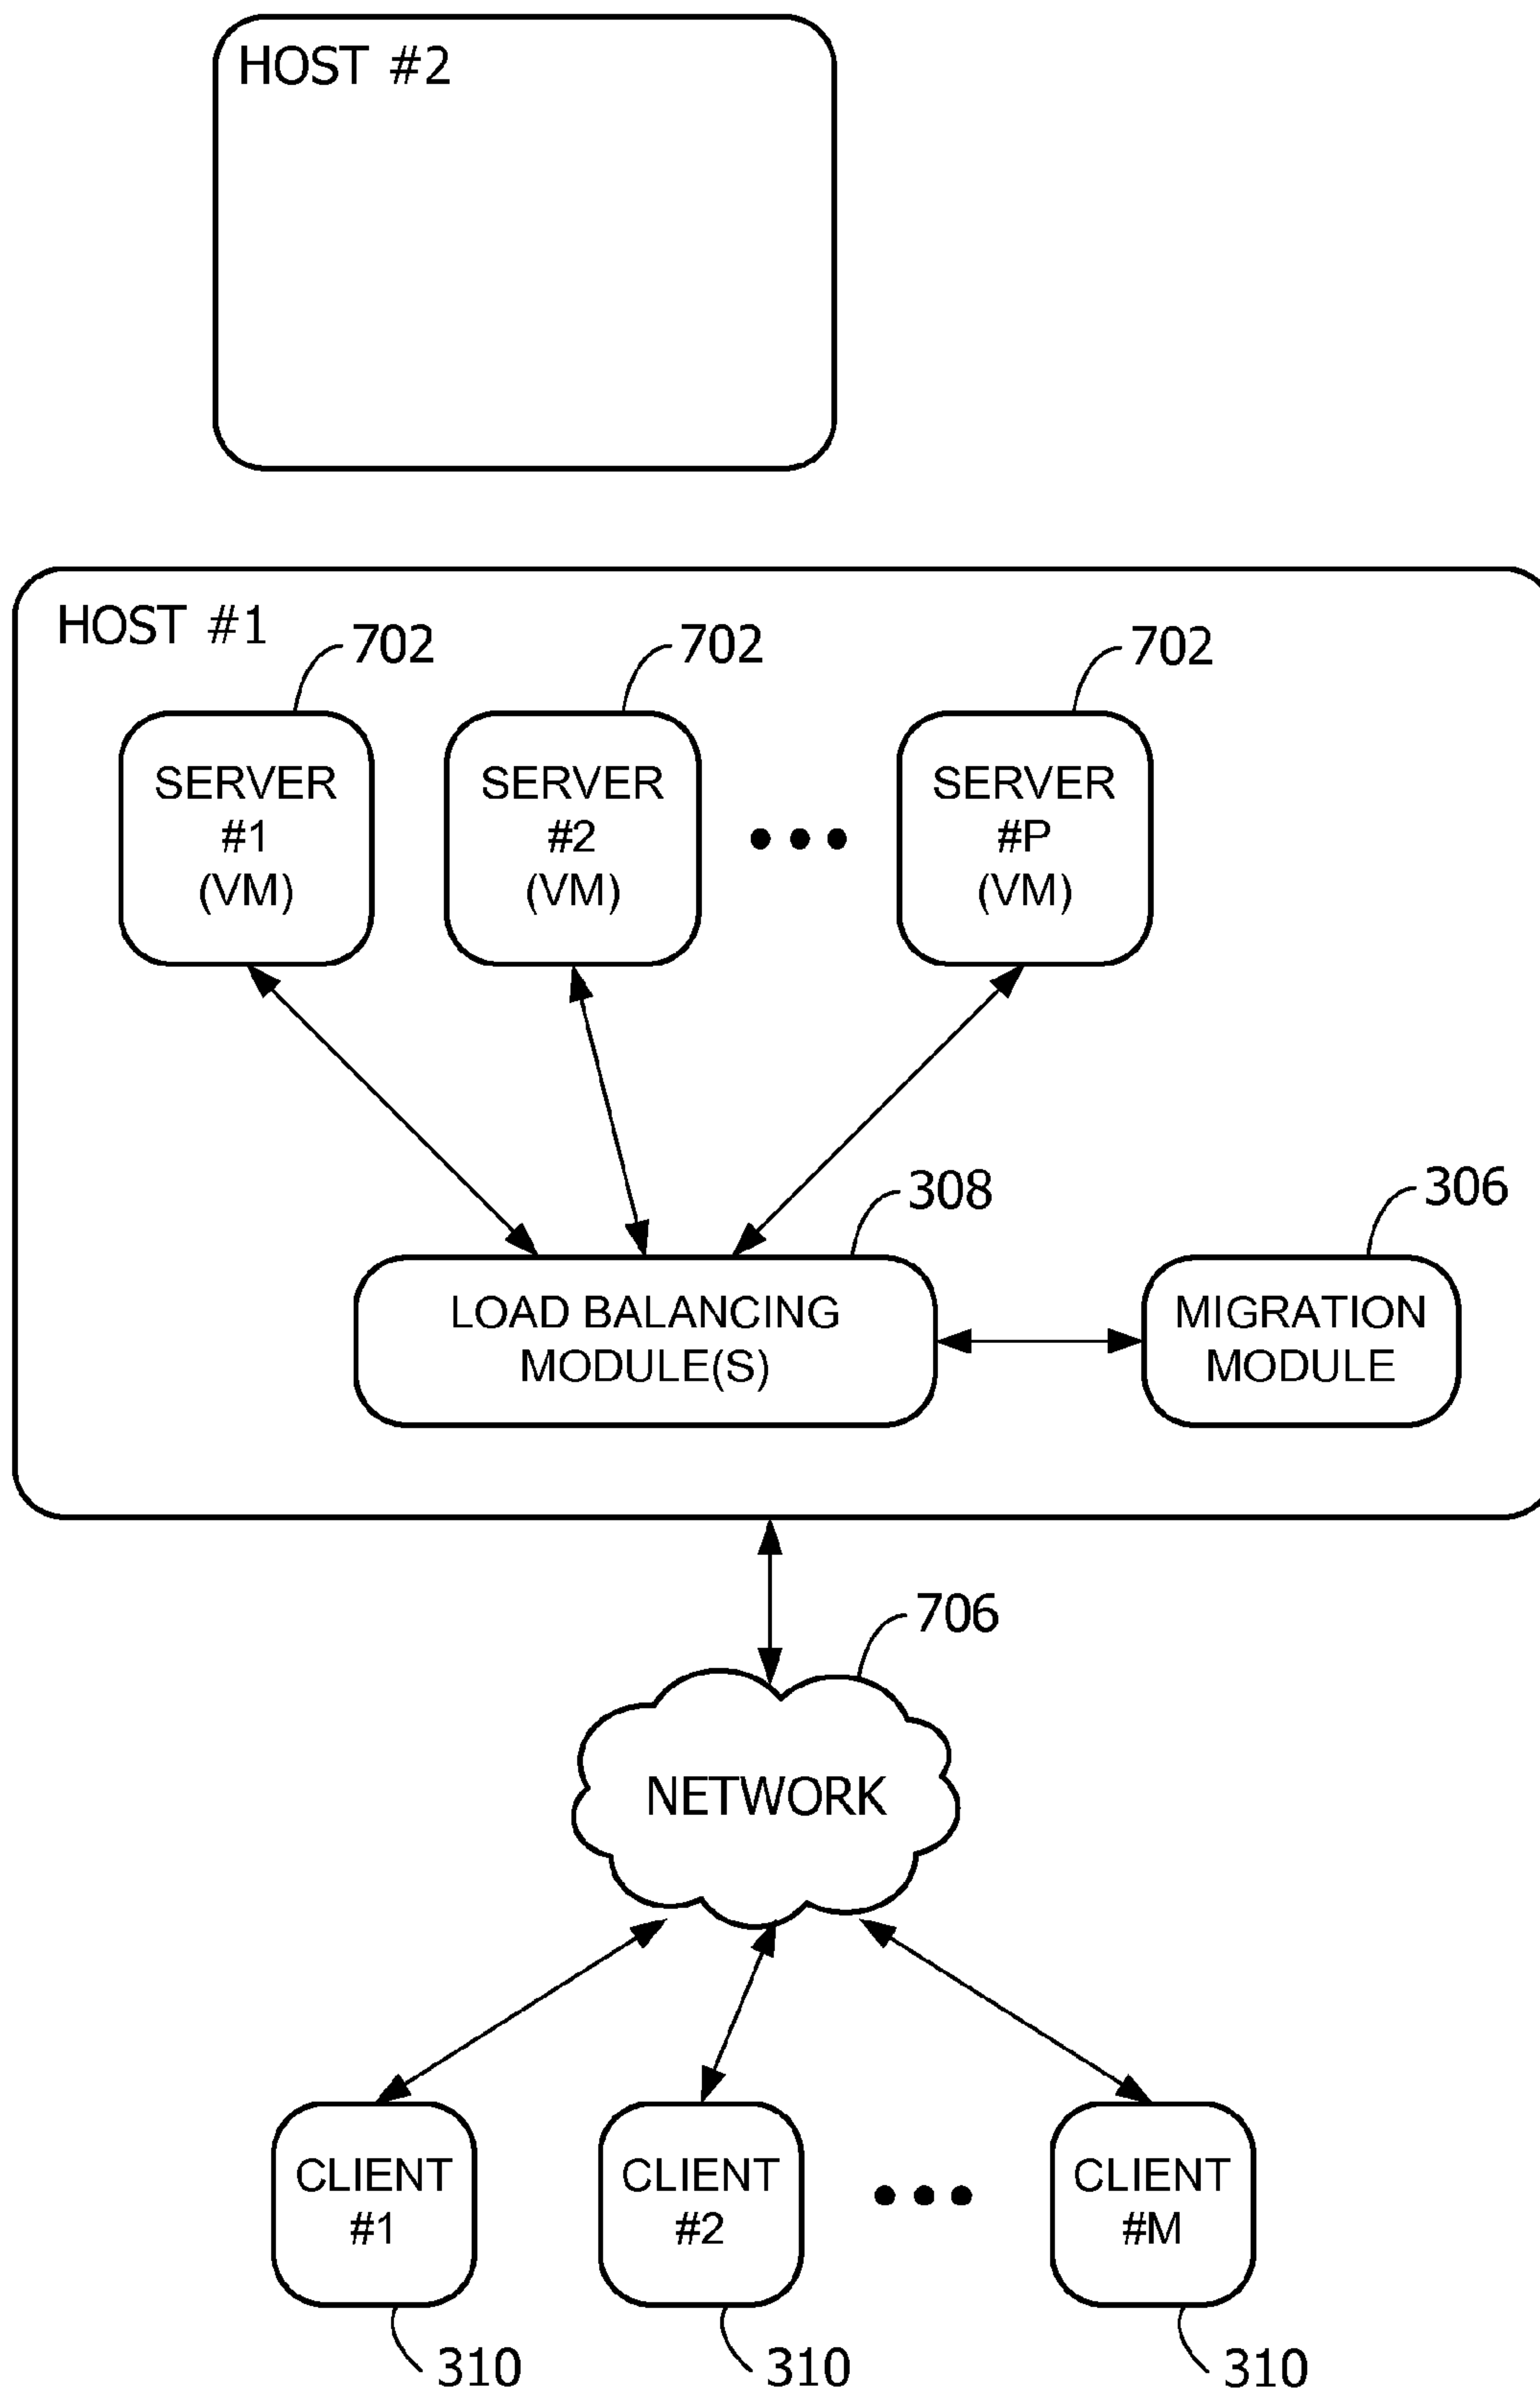 HOST #2
HOST #1
702
702
702
SERVER
#1
(VM)
SERVER
#2
(VM)
SERVER
#P
(VM)
308
306
LOAD BALANCING
MODULE(S)
MIGRATION
MODULE
706
NETWORK
CLIENT
#1
CLIENT
#2
CLIENT
#M
310
310
310